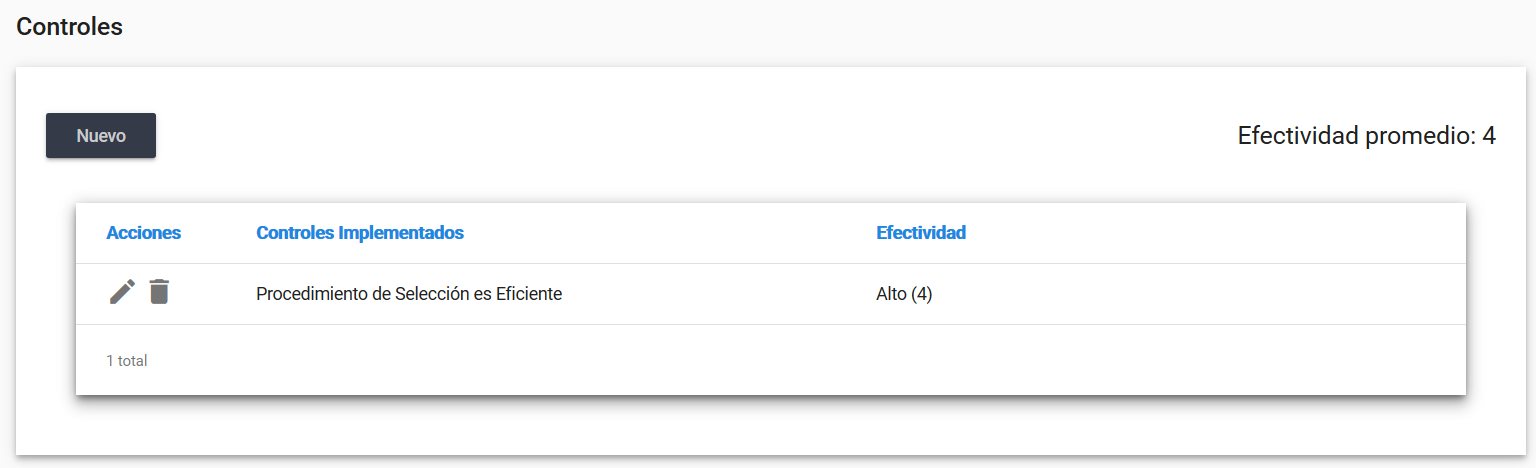 Controles
Nuevo
Efectividad promedio: 4
Acciones Controles Implementados Efectividad
Procedimiento de Selección es Eficiente Alto (4)
1 total